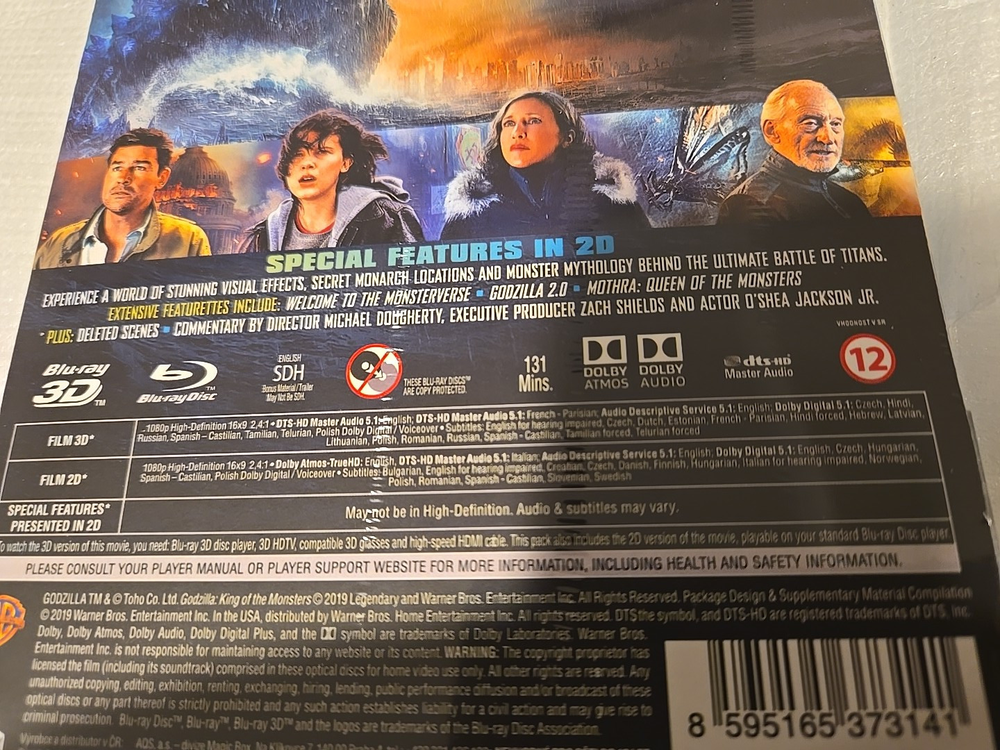 SPECIAL FEATURES IN 2D
EXPERIENCE A WORLD OF STUNNING VISUAL EFFECTS, SECRET MONARCH LOCATIONS AND MONSTER MYTHOLOGY BEHIND THE ULTIMATE BATTLE OF TITANS.
EXTENSIVE FEATURETTES INCLUDE: WELCOME TO THE MONSTERVERSE ▪ GODZILLA 2.0 ▪ MOTHRA: QUEEN OF THE MONSTERS
* PLUS: DELETED SCENES ▪ COMMENTARY BY DIRECTOR MICHAEL DOUGHERTY, EXECUTIVE PRODUCER ZACH SHIELDS AND ACTOR O'SHEA JACKSON JR.
Blu-ray 3D™
Blu-ray Disc™
ENGLISH
SDH
Bonus Material/Trailer
May Not Be SDH.
THESE BLU-RAY DISCS™
ARE COPY PROTECTED.
131
Mins.
DOLBY
ATMOS
DOLBY
AUDIO
dts-HD
Master Audio
VHODNOST V SR
12
FILM 3D*
1080p High-Definition 16x9 2,4:1 • DTS-HD Master Audio 5.1: English; DTS-HD Master Audio 5.1: French - Parisian; Audio Descriptive Service 5.1: English; Dolby Digital 5.1: Czech, Hindi,
Russian, Spanish – Castilian, Tamilian, Telurian, Polish Dolby Digital / Voiceover • Subtitles: English for hearing impaired, Czech, Dutch, Estonian, French - Parisian, Hindi forced, Hebrew, Latvian,
Lithuanian, Polish, Romanian, Russian, Spanish – Castilian, Tamilian forced, Telurian forced
FILM 2D*
1080p High-Definition 16x9 2,4:1 • Dolby Atmos-TrueHD: English, DTS-HD Master Audio 5.1: Italian; Audio Descriptive Service 5.1: English; Dolby Digital 5.1: English, Czech, Hungarian,
Spanish – Castilian, Polish Dolby Digital / Voiceover • Subtitles: Bulgarian, English for hearing impaired, Croatian, Czech, Danish, Finnish, Hungarian, Italian for hearing impaired, Norwegian,
Polish, Romanian, Spanish - Castilian, Slovenian, Swedish
SPECIAL FEATURES*
PRESENTED IN 2D
May not be in High-Definition. Audio & subtitles may vary.
To watch the 3D version of this movie, you need: Blu-ray 3D disc player, 3D HDTV, compatible 3D glasses and high-speed HDMI cable. This pack also includes the 2D version of the movie, playable on your standard Blu-ray Disc player.
PLEASE CONSULT YOUR PLAYER MANUAL OR PLAYER SUPPORT WEBSITE FOR MORE INFORMATION, INCLUDING HEALTH AND SAFETY INFORMATION.
GODZILLA TM & © Toho Co. Ltd. Godzilla: King of the Monsters © 2019 Legendary and Warner Bros. Entertainment Inc. All Rights Reserved. Package Design & Supplementary Material Compilation
© 2019 Warner Bros. Entertainment Inc. In the USA, distributed by Warner Bros. Home Entertainment Inc. All rights reserved. DTS the symbol, and DTS-HD are registered trademarks of DTS, Inc.
Dolby, Dolby Atmos, Dolby Audio, Dolby Digital Plus, and the DD symbol are trademarks of Dolby Laboratories. Warner Bros.
Entertainment Inc. is not responsible for maintaining access to any website or its content. WARNING: The copyright proprietor has
licensed the film (including its soundtrack) comprised in these optical discs for home video use only. All other rights are reserved. Any
unauthorized copying, editing, exhibition, renting, exchanging, hiring, lending, public performance diffusion and/or broadcast of these
optical discs or any part thereof is strictly prohibited and any such action establishes liability for a civil action and may give rise to
criminal prosecution. Blu-ray Disc™, Blu-ray™, Blu-ray 3D™ and the logos are trademarks of the Blu-ray Disc Association.
Výrobce a distributor v ČR: AQS, a.s. – divize Magic Box,
8 595165 373141